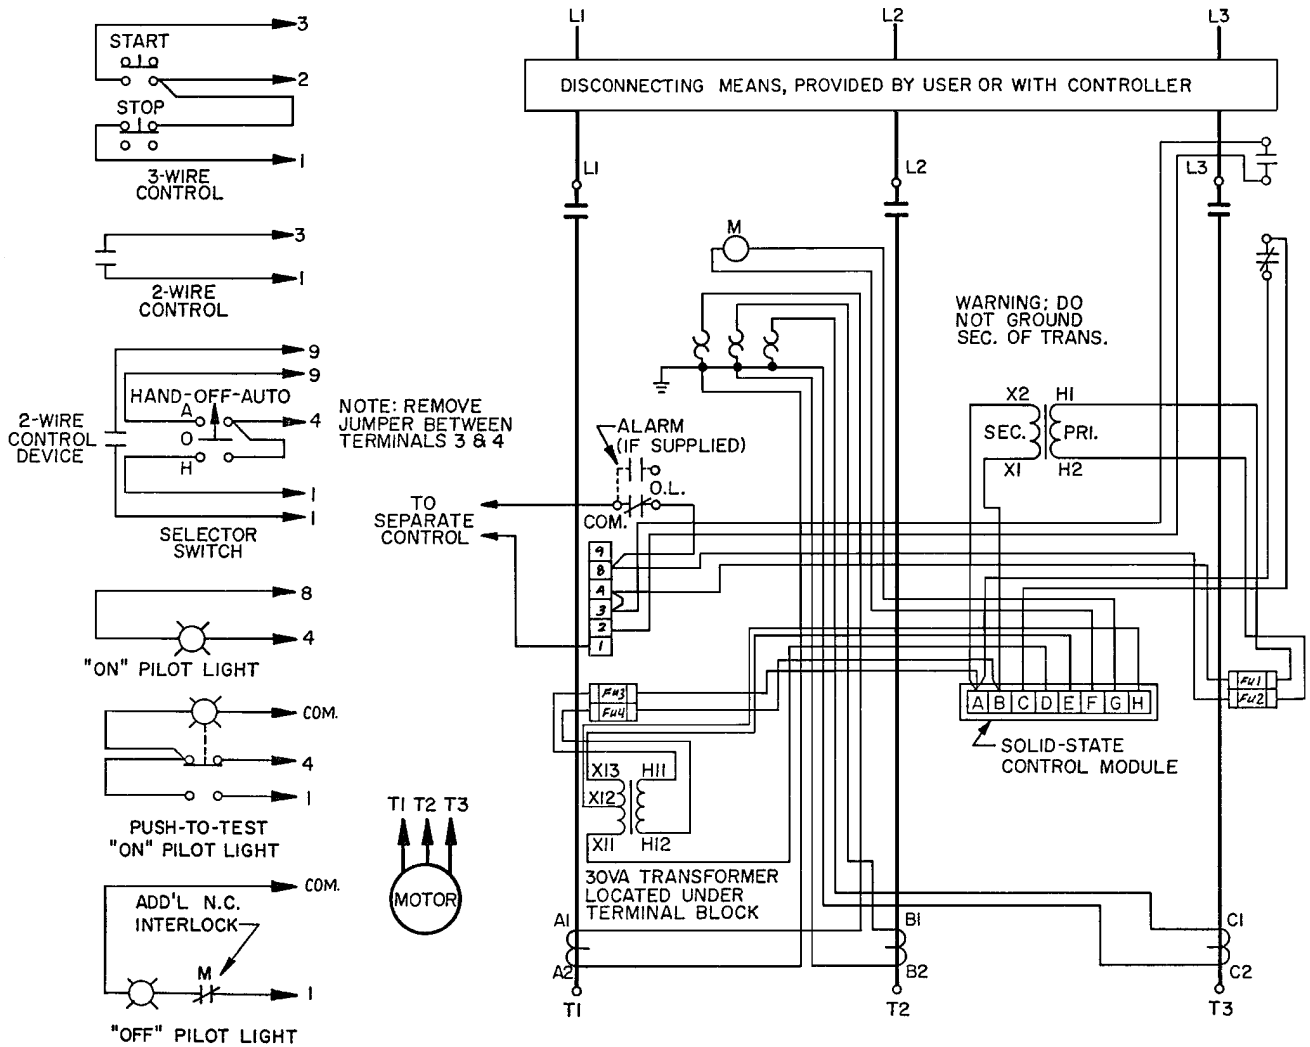 3
START
2
STOP
1
3-WIRE
CONTROL
3
1
2-WIRE
CONTROL
9
9
HAND-OFF-AUTO
A
4
O
2-WIRE
CONTROL
DEVICE
H
1
1
SELECTOR
SWITCH
NOTE: REMOVE
JUMPER BETWEEN
TERMINALS 3 & 4
8
4
"ON" PILOT LIGHT
COM.
4
1
PUSH-TO-TEST
"ON" PILOT LIGHT
COM.
ADD'L N.C.
INTERLOCK
M
1
"OFF" PILOT LIGHT
T1 T2 T3
MOTOR
L1
L2
L3
DISCONNECTING MEANS, PROVIDED BY USER OR WITH CONTROLLER
L1
L2
L3
M
WARNING; DO
NOT GROUND
SEC. OF TRANS.
X2 H1
SEC. PRI.
X1 H2
ALARM
(IF SUPPLIED)
O.L.
COM.
TO
SEPARATE
CONTROL
9
8
4
3
2
1
FU3
FU4
FU1
FU2
A B C D E F G H
SOLID-STATE
CONTROL MODULE
X13 H11
X12
X11 H12
30VA TRANSFORMER
LOCATED UNDER
TERMINAL BLOCK
A1
A2
B1
B2
C1
C2
T1
T2
T3